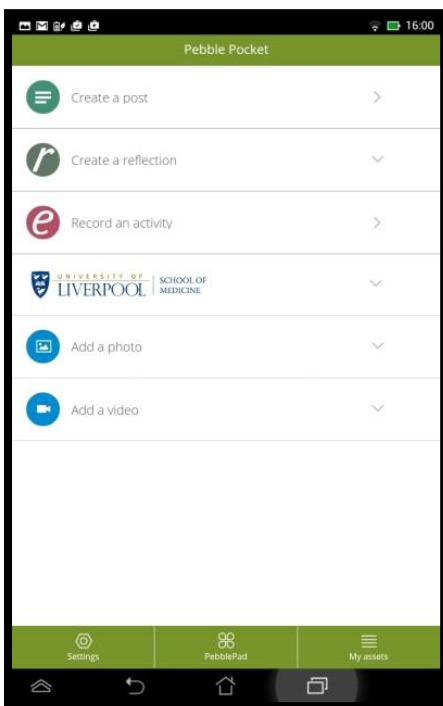 16:00
Pebble Pocket
Create a post
r Create a reflection
e Record an activity
UNIVERSITY OF
LIVERPOOL
SCHOOL OF
MEDICINE
Add a photo
Add a video
Settings
PebblePad
My assets